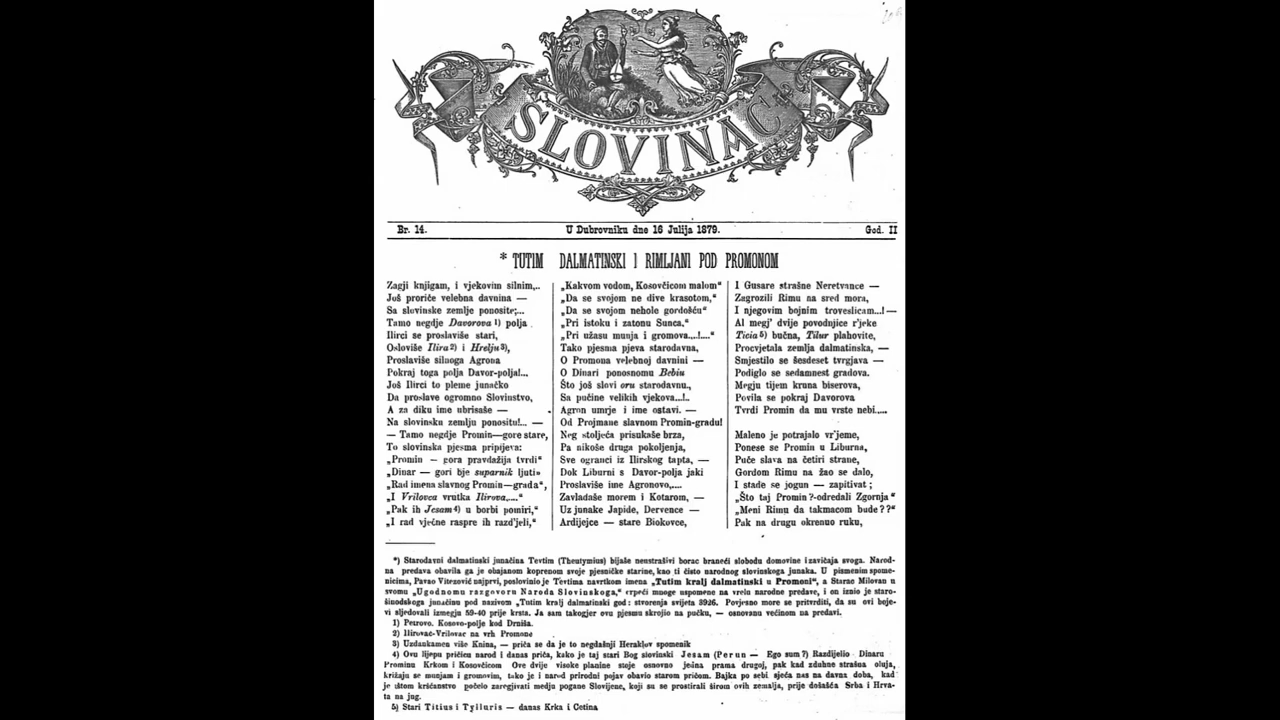 SLOVINAC
Br. 14.
U Dubrovniku dne 16 Julija 1879.
God. II
* TUTIM DALMATINSKI I RIMLJANI POD PROMONOM
Zagji knjigam, i vjekovim silnim,..
Još proriče velebna davnina —
Sa slovinske zemlje ponosite;...
Tamo negdje Davorova 1) polja
Ilirci se proslaviše stari,
Osloviše Ilira 2) i Hrelju 3),
Proslaviše silnoga Agrona
Pokraj toga polja Davor-polja!...
Još Ilirci to pleme junačko
Da proslave ogromno Slovinstvo,
A za diku ime ubrisaše —
Na slovinsku zemlju ponositu!... —
— Tamo negdje Promin—gore stare,
To slovinska pjesma pripijeva:
„Promin — gora pravdažija tvrdi“
„Dinar — gori bje suparnik ljuti»
„Rad imena slavnog Promin—grada“,
„I Vrilovca vrutka Ilirova,...."
„Pak ih Jesam 4) u borbi pomiri,“
„I rad vječne raspre ih razd'jeli,“
„Kakvom vodom, Kosovčicom malom“
„Da se svojom ne dive krasotom,“
„Da se svojom nehole gordošću“
„Pri istoku i zatonu Sunca.“
„Pri užasu munja i gromova...!....“
Tako pjesma pjeva starodavna,
O Promona velebnoj davnini —
O Dinari ponosnomu Bebiu
Što još slovi oru starodavnu.,
Sa pučine velikih vjekova...!..
Agron umrje i ime ostavi. —
Od Projmane slavnom Promin-gradu!
Neg stoljeća prisukaše brza,
Pa nikoše druga pokoljenja,
Sve ogranci iz Ilirskog tapta, —
Dok Liburni s Davor-polja jaki
Proslaviše ime Agronovo,....
Zavladaše morem i Kotarom, —
Uz junake Japide, Dervence —
Ardijejce — stare Biokovce,
I Gusare strašne Neretvance —
Zagrozili Rimu na sred mora,
I njegovim bojnim troveslicam...! —
Al megj' dvije povodnjice r'jeke
Ticia 5) bučna, Tilur plahovite,
Procvjetala zemlja dalmatinska, —
Smjestilo se šesdeset tvrgjava —
Podiglo se sedamnest gradova.
Megju tijem kruna biserova,
Povila se pokraj Davorova
Tvrdi Promin da mu vrste nebi.,...
Maleno je potrajalo vr'jeme,
Ponese se Promin u Liburna,
Puče slava na četiri strane,
Gordom Rimu na žao se dalo,
I stade se jogun — zapitivat ;
„Što taj Promin ?-odredali Zgornja“
„Meni Rimu da takmacom bude??“
Pak na drugu okrenuo ruku,
*) Starodavni dalmatinski junačina Tevtim (Theutymius) bijaše neustrašivi borac braneći slobodu domovine i zavičaja svoga. Narod-
na predava obavila ga je obajanom koprenom svoje pjesničke starine, kao ti čisto narodnog slovinskoga junaka. U pismenim spome-
nicima, Pavao Vitezović najprvi, poslovinio je Tevtima navrtkom imena „Tutim kralj dalmatinski u Promoni“, a Starac Milovan u
svomu „Ugodnomu razgovoru Naroda Slovinskoga,“ crpeći mnoge uspomene na vrelu narodne predave, i on iznio je staro-
šinodskoga junačinu pod nazivom „Tutim kralj dalmatinski god: stvorenja svijeta 3926. Povjesno more se pritvrditi, da su ovi boje-
vi sljedovali izmegja 59-40 prije krsta. Ja sam takogjer ovu pjesmu skrojio na pučku, — osnovanu većinom na predavi.
1) Petrovo. Kosovo-polje kod Drniša.
2) Ilirovac-Vrilovac na vrh Promone
3) Uzdankamen više Knina, — priča se da je to negdašnji Heraklov spomenik
4) Ovu lijepu pričicu narod i danas priča, kako je taj stari Bog slovinski Jesam (Perun — Ego sum?) Razdijelio Dinaru
Prominu Krkom i Kosovčicom Ove dvije visoke planine stoje osnovno jedna prama drugoj, pak kad zduhne strašna oluja,
križaju se munjam i gromovim, tako je i narod prirodni pojav obavio starom pričom. Bajka po sebi sjeća nas na davna doba, kad
je istom kršćanstvo počelo zaregjivati medju pogane Slovijene, koji su se prostirali širom ovih zemalja, prije došašća Srba i Hrva-
ta na jug.
5) Stari Titius i Tylluris — danas Krka i Cetina